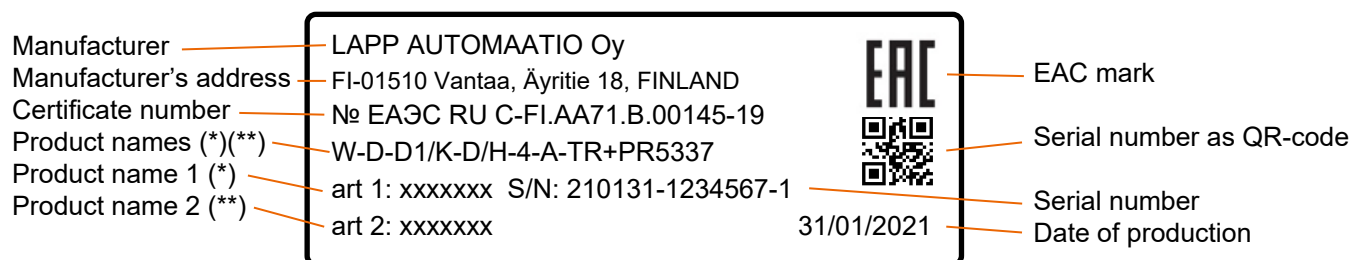 Manufacturer
Manufacturer's address
Certificate number
Product names (*)(**)
Product name 1 (*)
Product name 2 (**)
LAPP AUTOMAATIO Oy
FI-01510 Vantaa, Äyritie 18, FINLAND
№ ЕАЭС RU C-FI.AA71.B.00145-19
W-D-D1/K-D/H-4-A-TR+PR5337
art 1: xxxxxxx S/N: 210131-1234567-1
art 2: xxxxxxx
31/01/2021
EAC
EAC mark
Serial number as QR-code
Serial number
Date of production